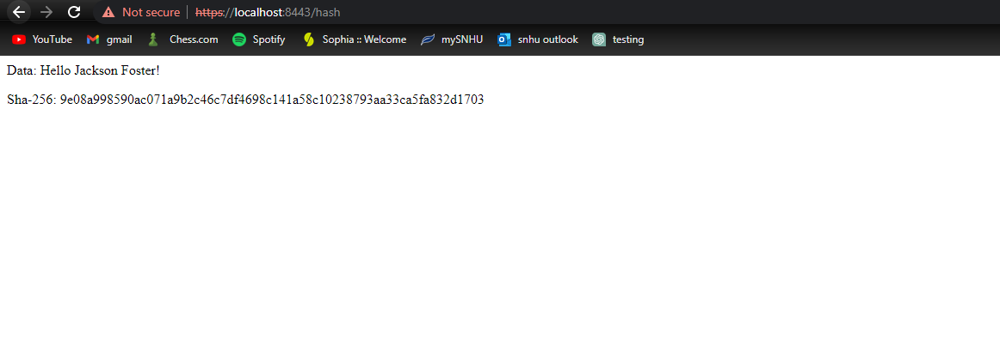 Not secure https://localhost:8443/hash
YouTube gmail Chess.com Spotify Sophia :: Welcome mySNHU snhu outlook testing
Data: Hello Jackson Foster!
Sha-256: 9e08a998590ac071a9b2c46c7df4698c141a58c10238793aa33ca5fa832d1703